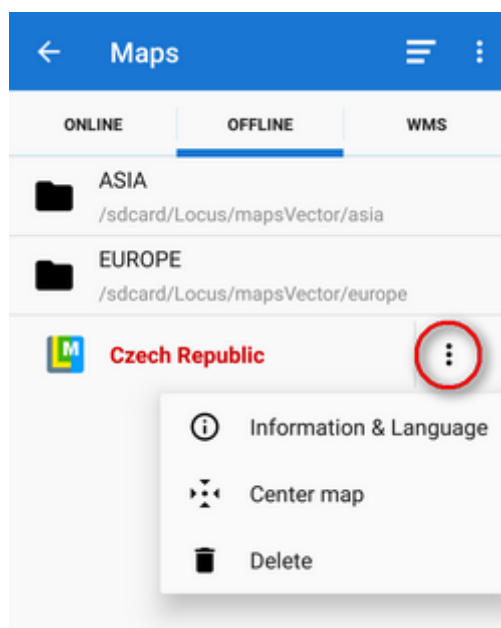 Maps
ONLINE OFFLINE WMS
ASIA
/sdcard/Locus/mapsVector/asia
EUROPE
/sdcard/Locus/mapsVector/europe
LM Czech Republic
Information & Language
Center map
Delete